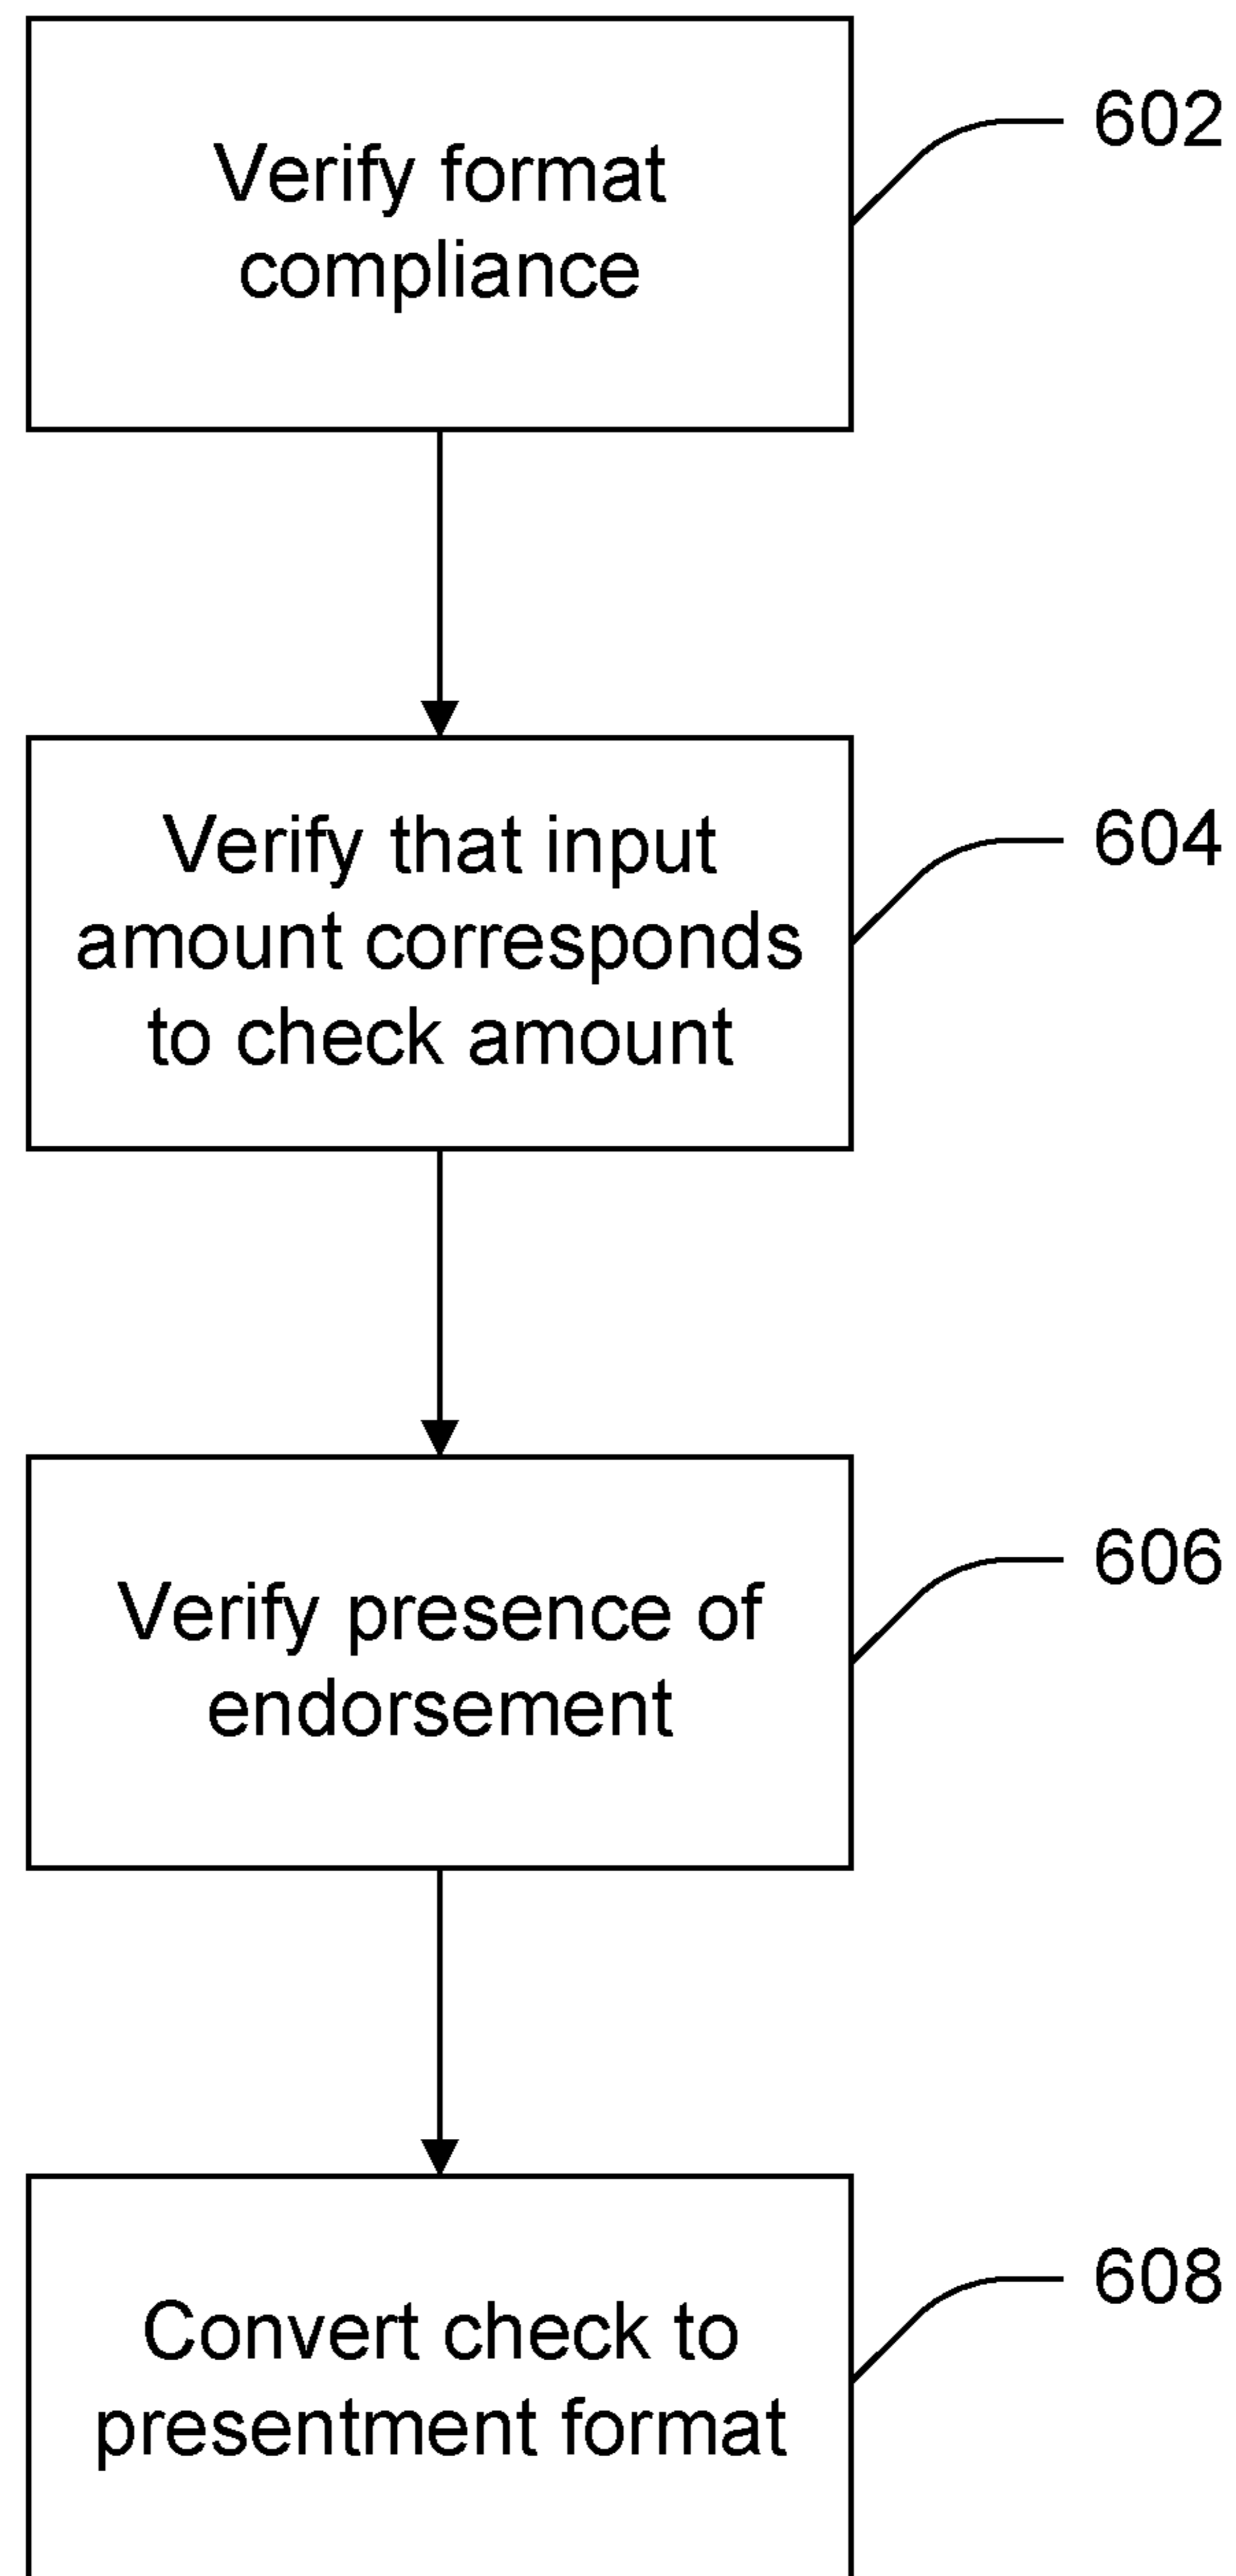 Verify format
compliance
602
Verify that input
amount corresponds
to check amount
604
Verify presence of
endorsement
606
Convert check to
presentment format
608